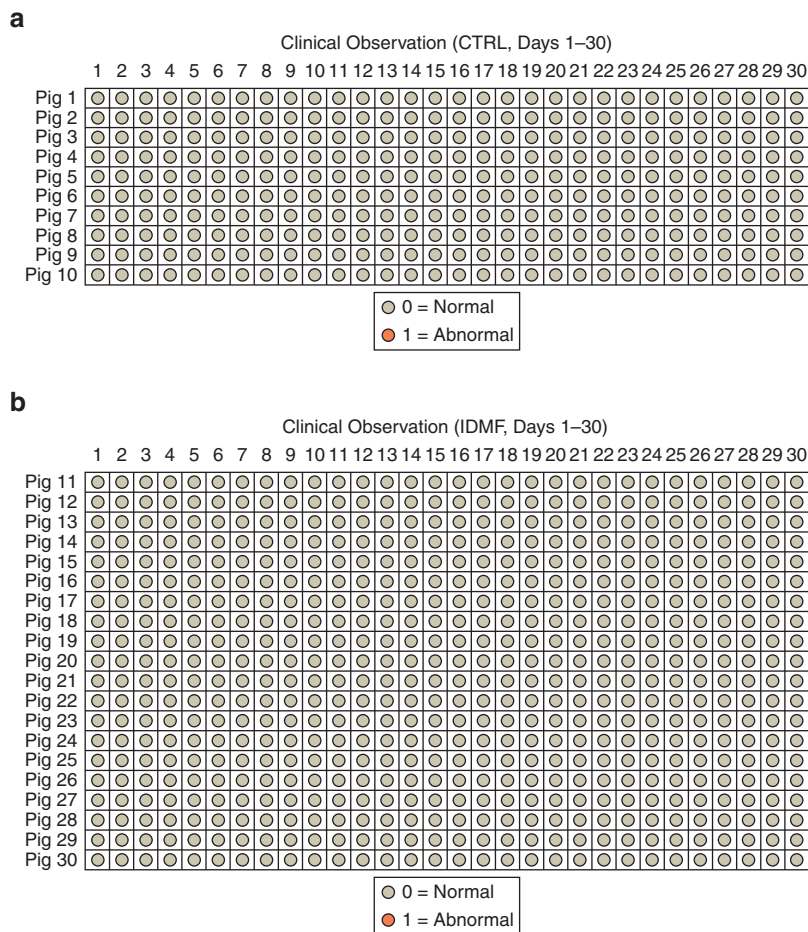 a
Clinical Observation (CTRL, Days 1–30)
1 2 3 4 5 6 7 8 9 10 11 12 13 14 15 16 17 18 19 20 21 22 23 24 25 26 27 28 29 30
Pig 1
Pig 2
Pig 3
Pig 4
Pig 5
Pig 6
Pig 7
Pig 8
Pig 9
Pig 10
0 = Normal
1 = Abnormal
b
Clinical Observation (IDMF, Days 1–30)
1 2 3 4 5 6 7 8 9 10 11 12 13 14 15 16 17 18 19 20 21 22 23 24 25 26 27 28 29 30
Pig 11
Pig 12
Pig 13
Pig 14
Pig 15
Pig 16
Pig 17
Pig 18
Pig 19
Pig 20
Pig 21
Pig 22
Pig 23
Pig 24
Pig 25
Pig 26
Pig 27
Pig 28
Pig 29
Pig 30
0 = Normal
1 = Abnormal